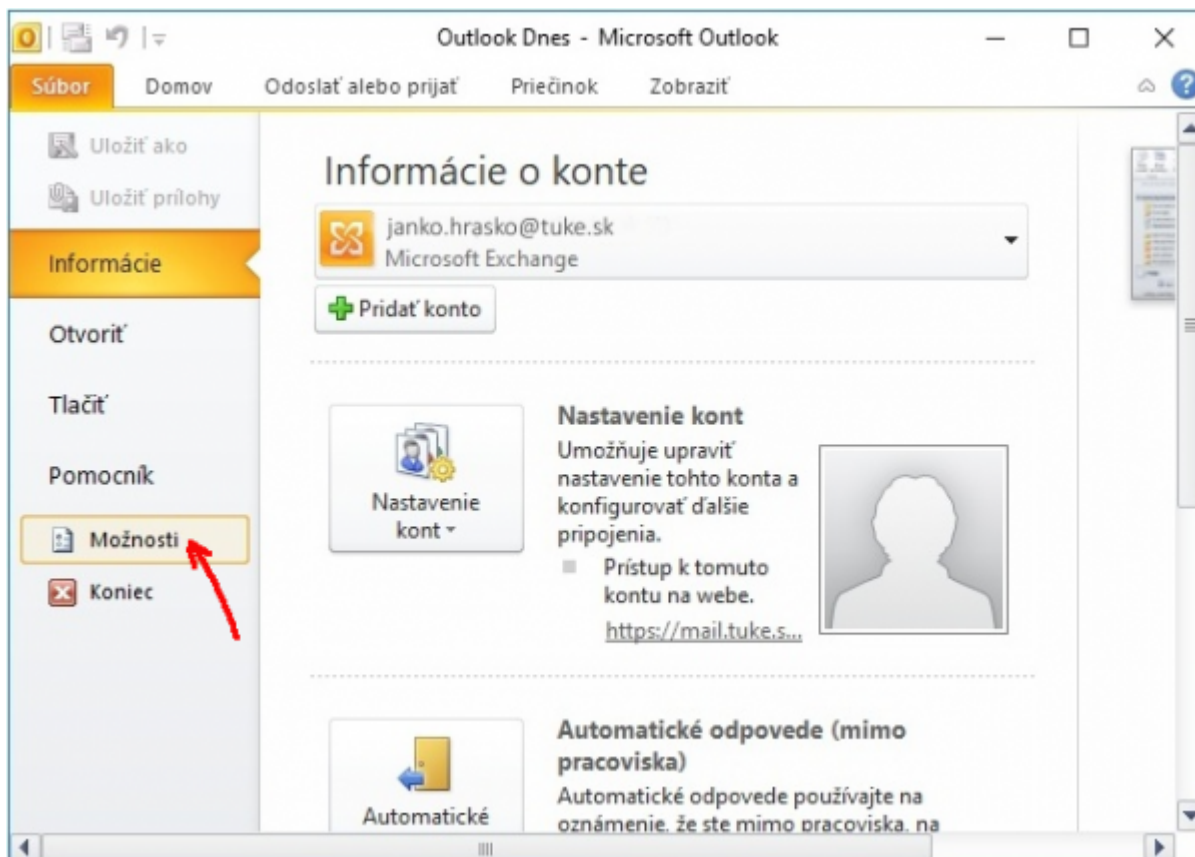 Outlook Dnes - Microsoft Outlook
Súbor Domov Odoslať alebo prijať Priečinok Zobraziť
Uložiť ako
Uložiť prílohy
Informácie
Otvoriť
Tlačiť
Pomocník
Možnosti
Koniec
Informácie o konte
janko.hrasko@tuke.sk
Microsoft Exchange
Pridať konto
Nastavenie
kont
Nastavenie kont
Umožňuje upraviť
nastavenie tohto konta a
konfigurovať ďalšie
pripojenia.
Prístup k tomuto
kontu na webe.
https://mail.tuke.s...
Automatické
Automatické odpovede (mimo
pracoviska)
Automatické odpovede používajte na
oznámenie, že ste mimo pracoviska, na